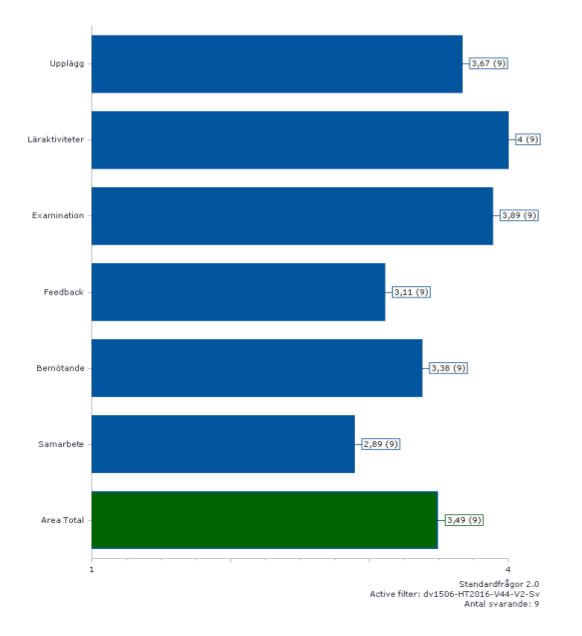 Upplägg 3,67 (9)
Läraktiviteter 4 (9)
Examination 3,89 (9)
Feedback 3,11 (9)
Bemötande 3,38 (9)
Samarbete 2,89 (9)
Area Total 3,49 (9)
1 4
Standardfrågor 2.0
Active filter: dv1506-HT2016-V44-V2-Sv
Antal svarande: 9